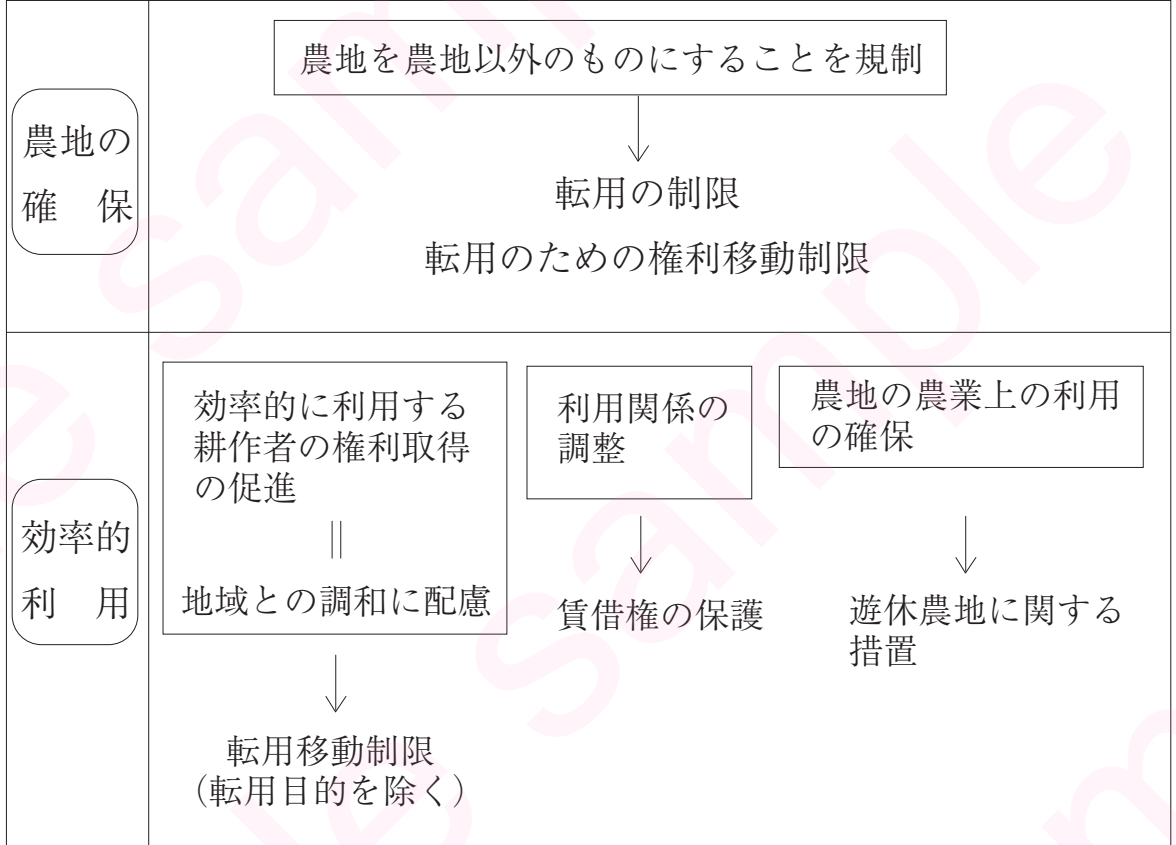 農地を農地以外のものにすることを規制
農地の
確　保
転用の制限
転用のための権利移動制限
効率的に利用する
耕作者の権利取得
の促進
||
地域との調和に配慮
転用移動制限
（転用目的を除く）
利用関係の
調整
賃借権の保護
農地の農業上の利用
の確保
遊休農地に関する
措置
効率的
利　用
sample
sample
sample